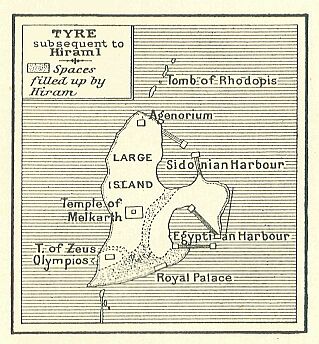 TYRE
subsequent to
Hiram I
Spaces
filled up by
Hiram
Tomb of Rhodopis
Agenorium
LARGE
ISLAND
Sidonian Harbour
Temple of
Melkarth
Egyptian Harbour
T. of Zeus
Olympios
Royal Palace